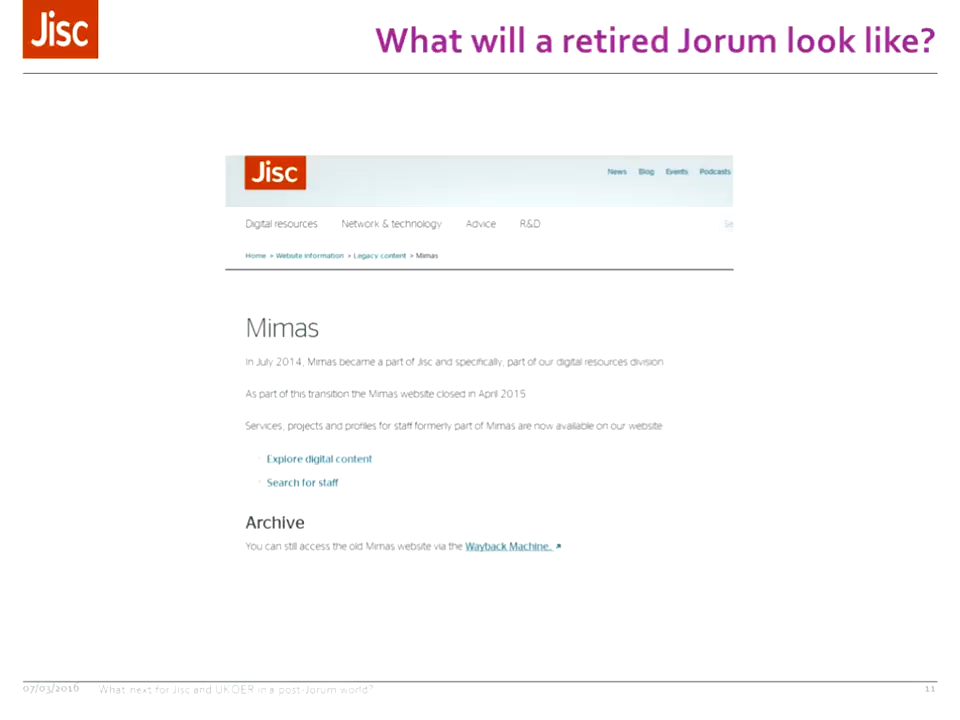 Jisc
What will a retired Jorum look like?
Jisc
News Blog Events Podcasts
Digital resources Network & technology Advice R&D Se
Home > Website information > Legacy content > Mimas
Mimas
In July 2014, Mimas became a part of Jisc and specifically, part of our digital resources division
As part of this transition the Mimas website closed in April 2015
Services, projects and profiles for staff formerly part of Mimas are now available on our website
Explore digital content
Search for staff
Archive
You can still access the old Mimas website via the Wayback Machine.
07/03/2016 What next for Jisc and UKOER in a post-Jorum world? 11